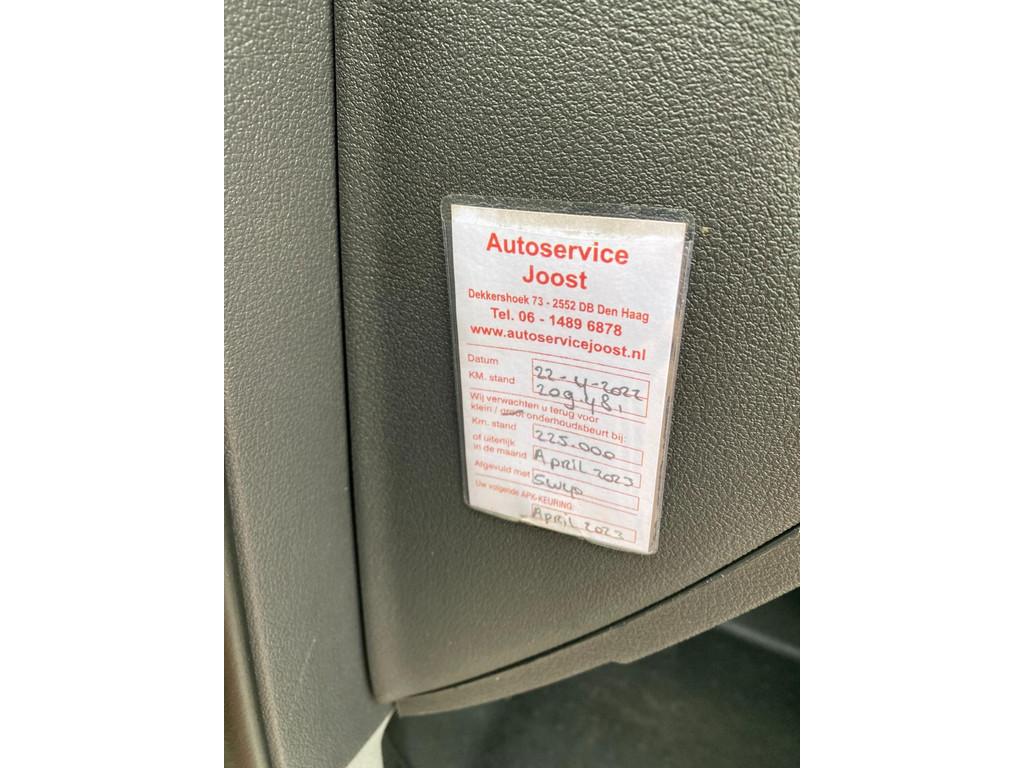 Autoservice
Joost
Dekkershoek 73 - 2552 DB Den Haag
Tel. 06 - 1489 6878
www.autoservicejoost.nl
Datum 22-4-2022
KM. stand 209.481
Wij verwachten u terug voor
klein / groot onderhoudsbeurt bij:
Km. stand 225.000
of uiterlijk
in de maand April 2023
Afgevuld met 5W40
Uw volgende APK-KEURING:
April 2023